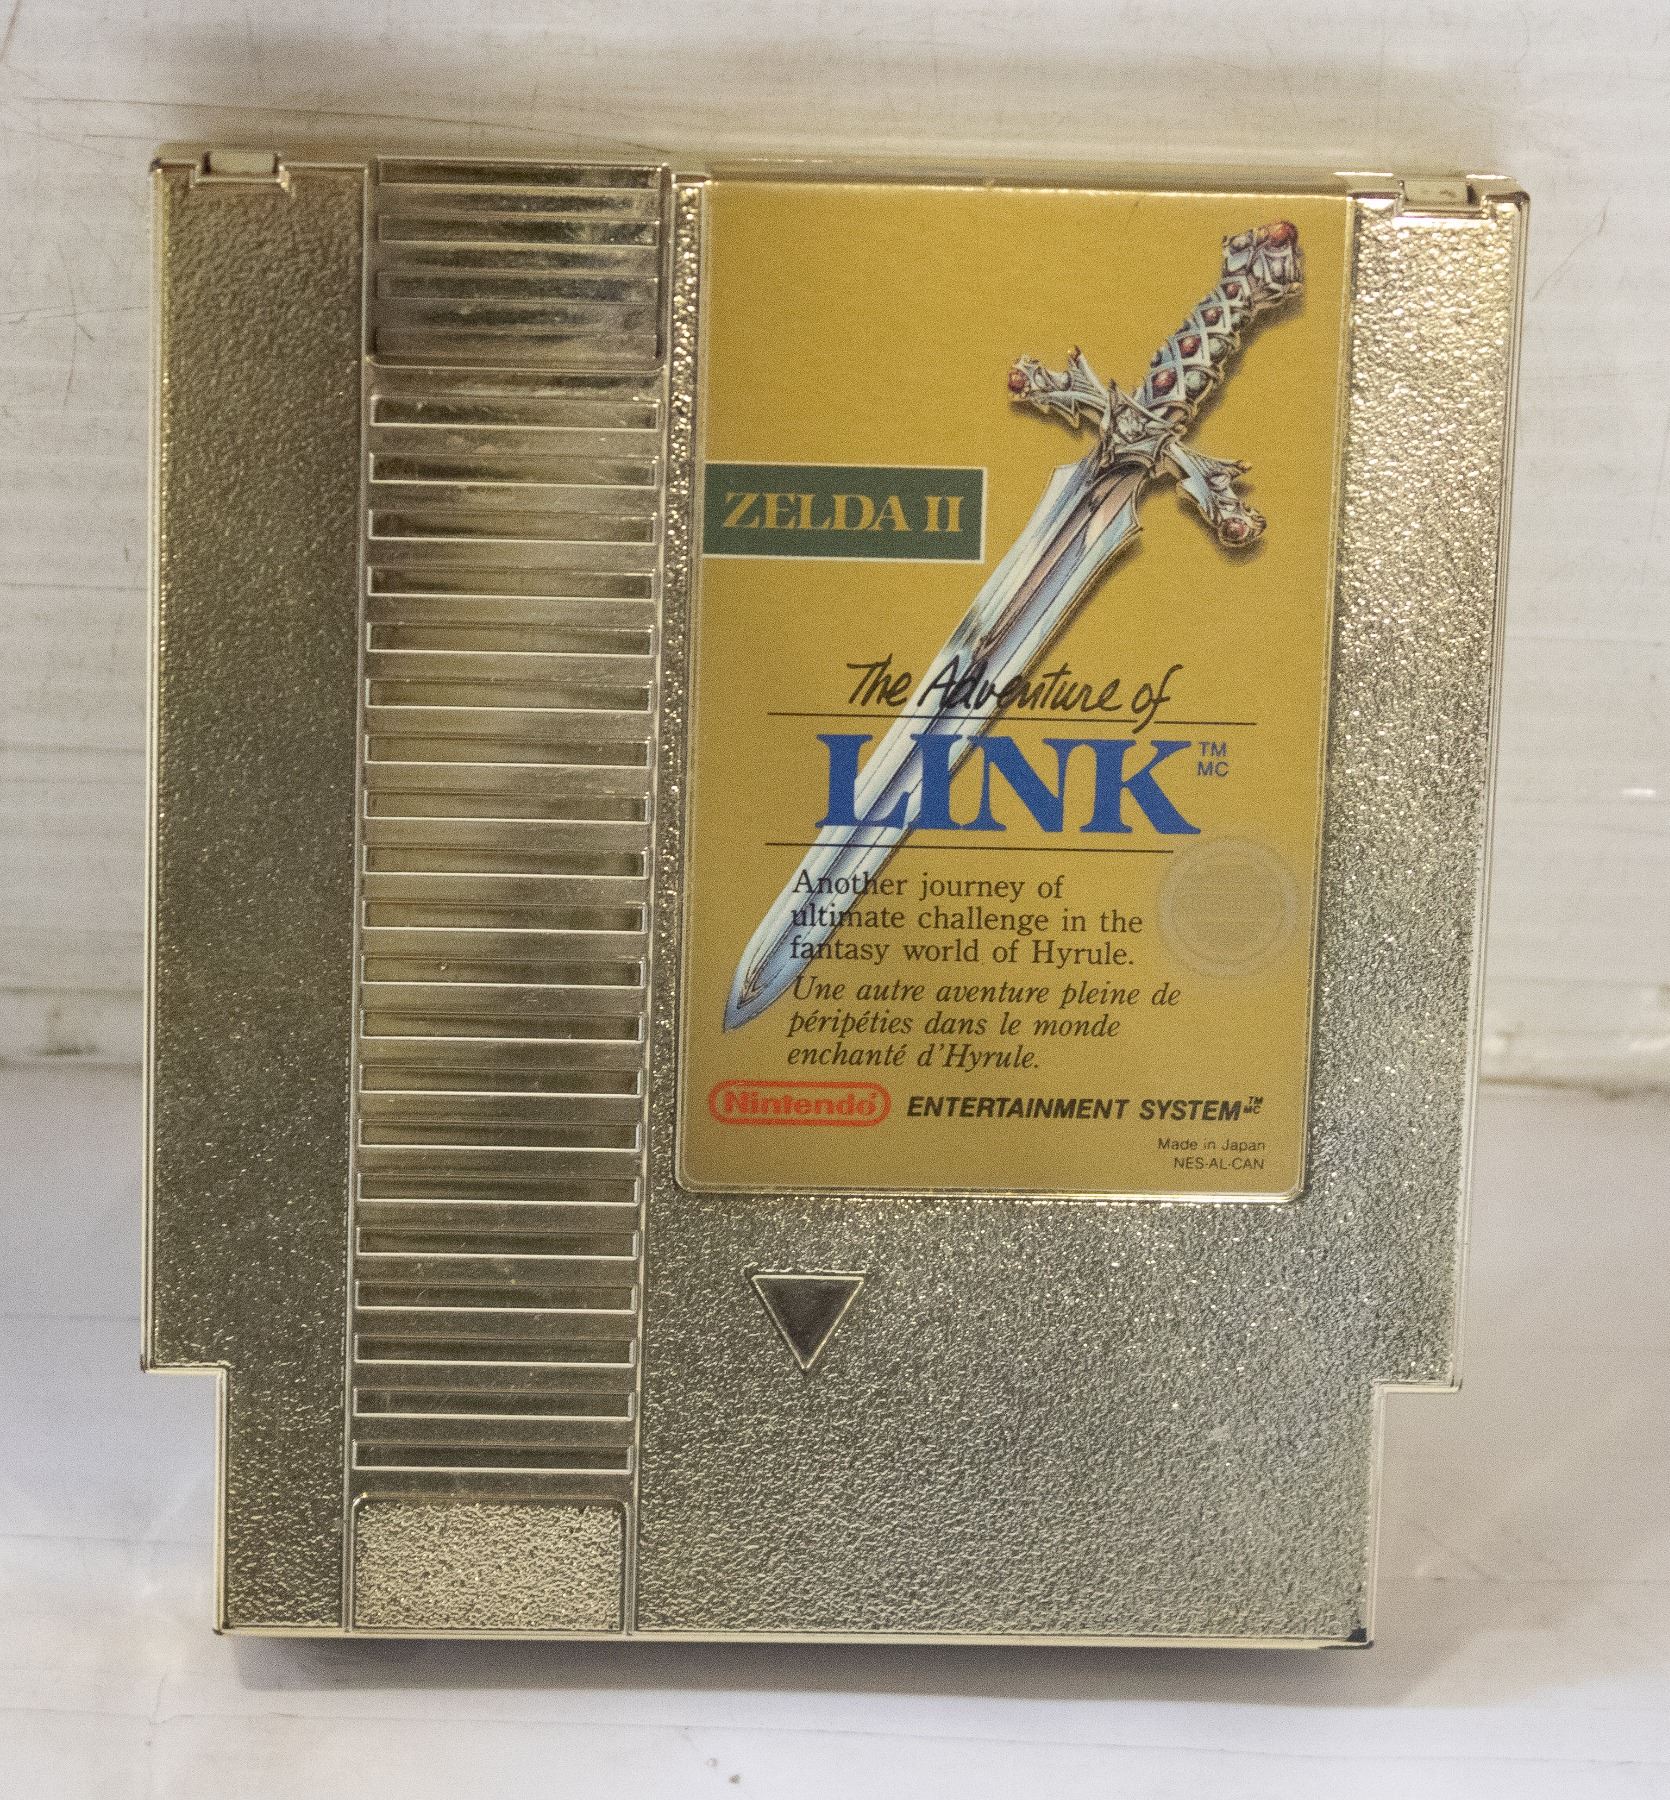 ZELDA II
The Adventure of
LINK TM MC
Another journey of
ultimate challenge in the
fantasy world of Hyrule.
Une autre aventure pleine de
péripéties dans le monde
enchanté d'Hyrule.
Nintendo ENTERTAINMENT SYSTEM TM MC
Made in Japan
NES-AL-CAN